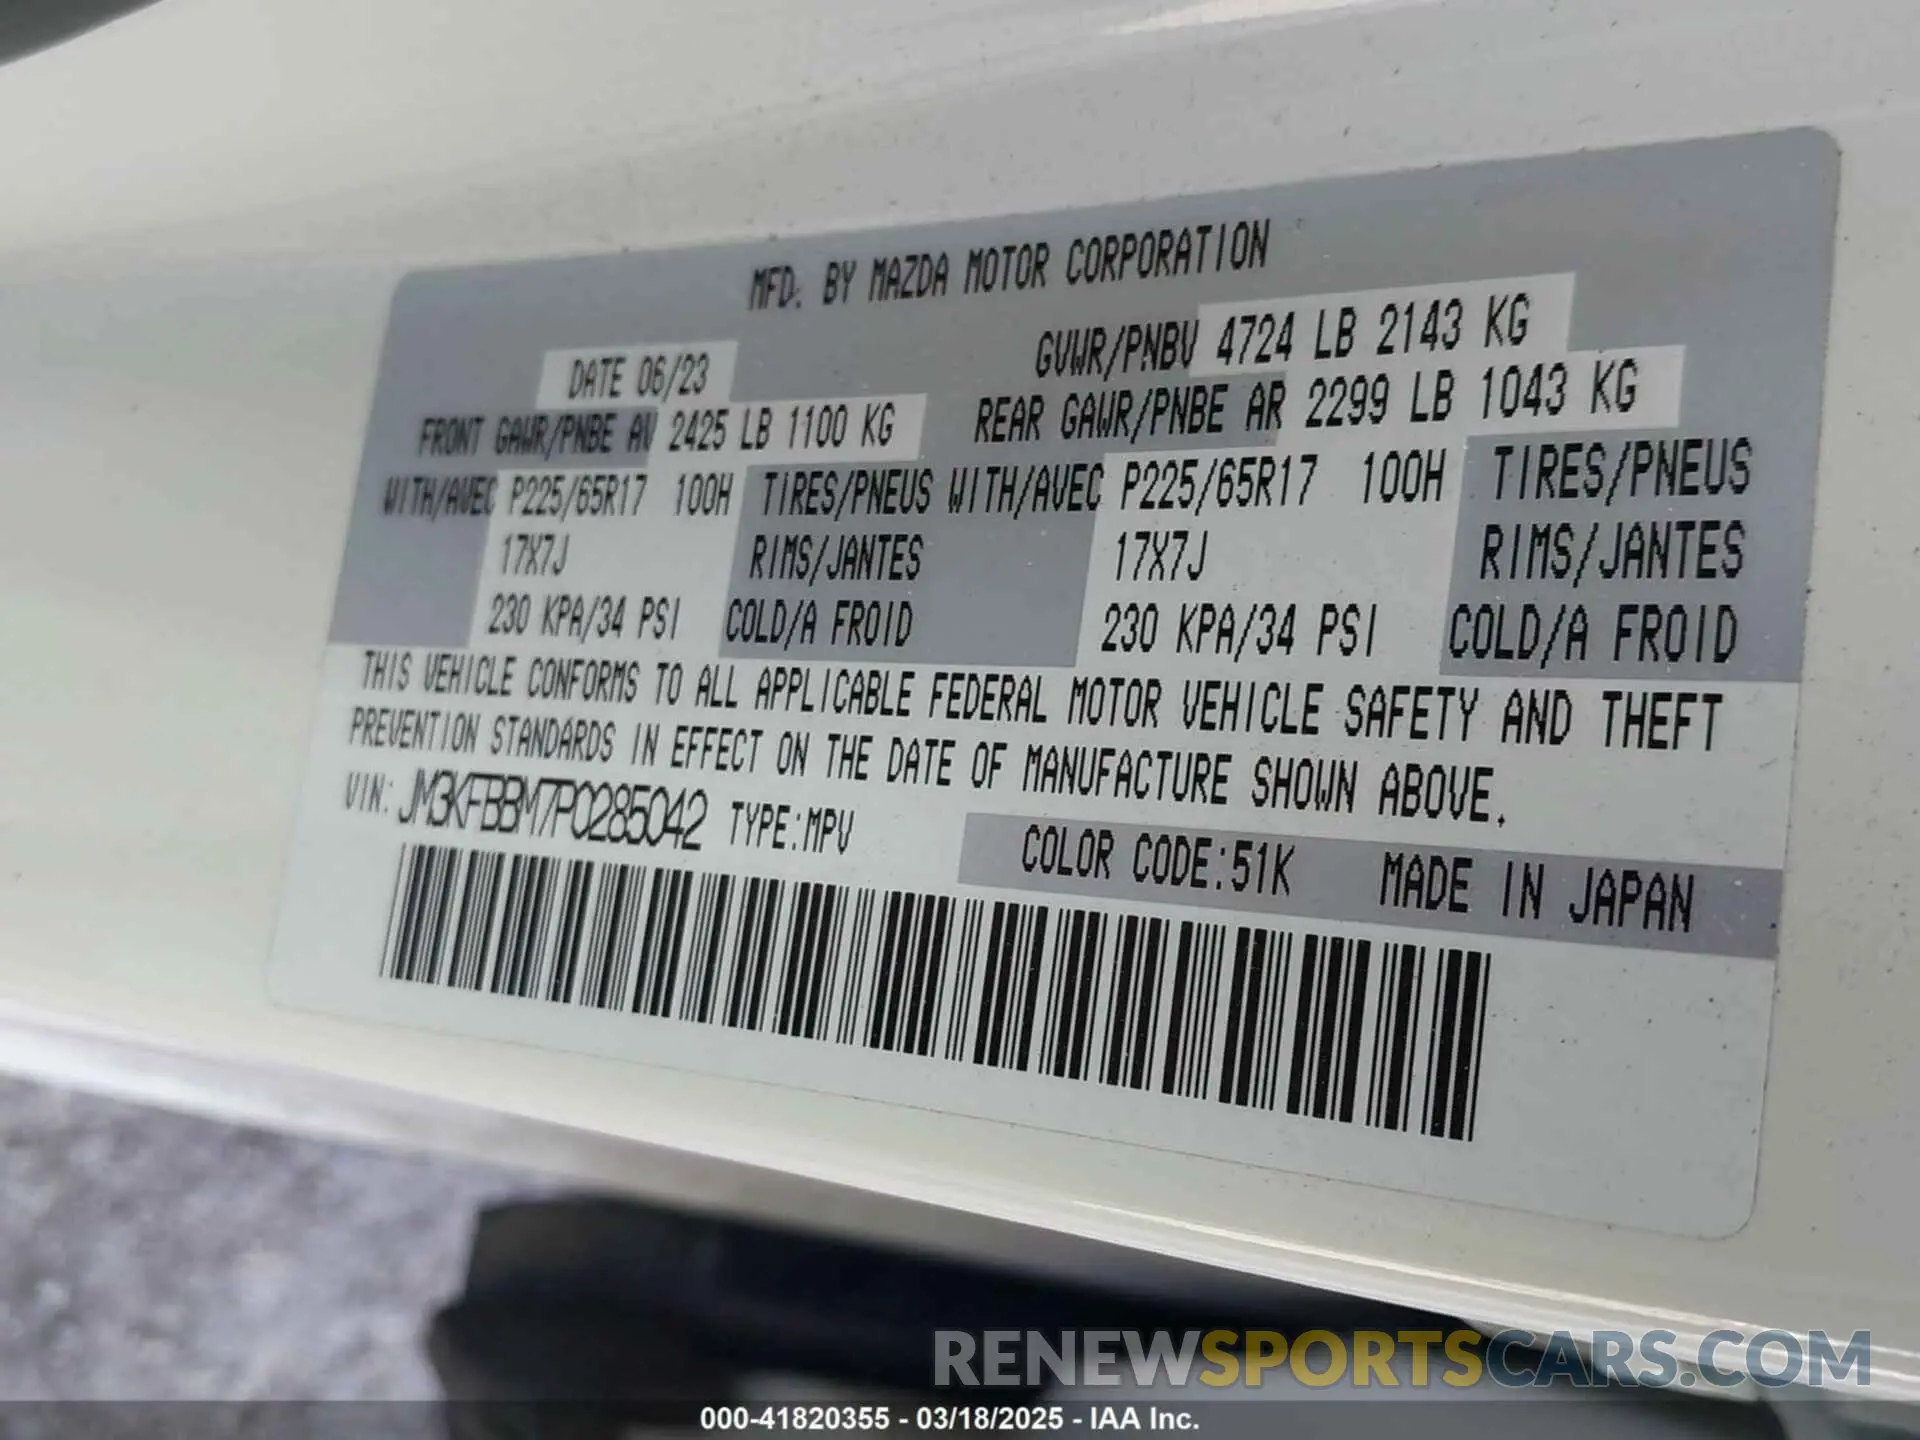 MFD. BY MAZDA MOTOR CORPORATION
DATE 06/23 GVWR/PNBV 4724 LB 2143 KG
FRONT GAWR/PNBE AV 2425 LB 1100 KG REAR GAWR/PNBE AR 2299 LB 1043 KG
WITH/AVEC P225/65R17 100H TIRES/PNEUS WITH/AVEC P225/65R17 100H TIRES/PNEUS
17X7J RIMS/JANTES 17X7J RIMS/JANTES
230 KPA/34 PSI COLD/A FROID 230 KPA/34 PSI COLD/A FROID
THIS VEHICLE CONFORMS TO ALL APPLICABLE FEDERAL MOTOR VEHICLE SAFETY AND THEFT
PREVENTION STANDARDS IN EFFECT ON THE DATE OF MANUFACTURE SHOWN ABOVE.
VIN: JM3KFBBM7P0285042 TYPE:MPV
COLOR CODE:51K MADE IN JAPAN
RENEWSPORTSCARS.COM
000-41820355 - 03/18/2025 - IAA Inc.